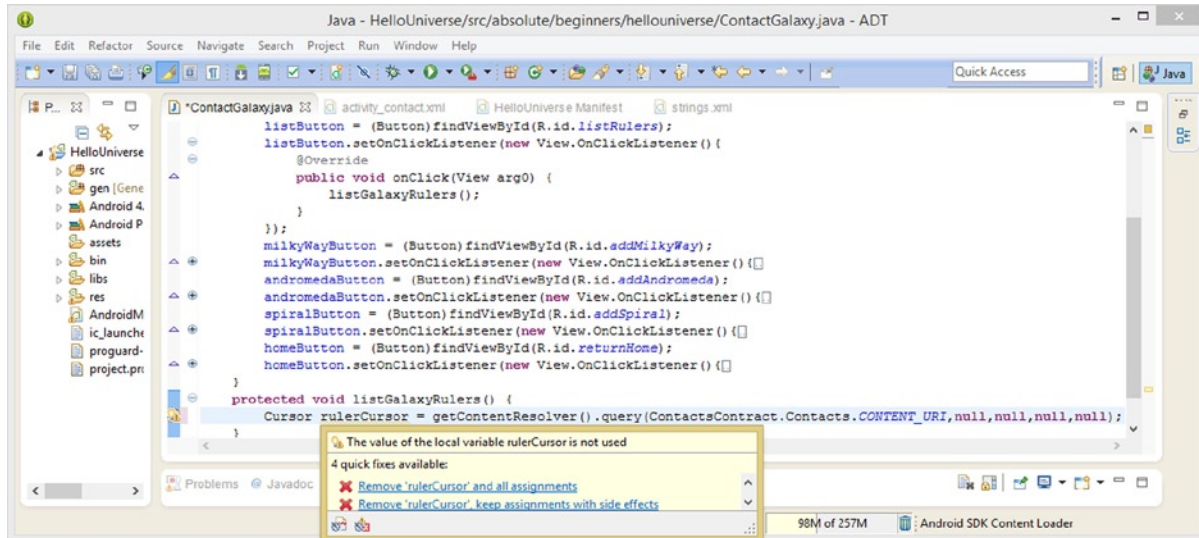 Java - HelloUniverse/src/absolute/beginners/hellouniverse/ContactGalaxy.java - ADT
File Edit Refactor Source Navigate Search Project Run Window Help
Quick Access
Java
P...
*ContactGalaxy.java
activity_contact.xml
HelloUniverse Manifest
strings.xml
HelloUniverse
src
gen [Gene
Android 4.
Android P
assets
bin
libs
res
AndroidM
ic_launche
proguard-
project.pro
listButton = (Button)findViewById(R.id.listRulers);
listButton.setOnClickListener(new View.OnClickListener(){
@Override
public void onClick(View arg0) {
listGalaxyRulers();
}
});
milkyWayButton = (Button)findViewById(R.id.addMilkyWay);
milkyWayButton.setOnClickListener(new View.OnClickListener(){
andromedaButton = (Button)findViewById(R.id.addAndromeda);
andromedaButton.setOnClickListener(new View.OnClickListener(){
spiralButton = (Button)findViewById(R.id.addSpiral);
spiralButton.setOnClickListener(new View.OnClickListener(){
homeButton = (Button)findViewById(R.id.returnHome);
homeButton.setOnClickListener(new View.OnClickListener(){
}
protected void listGalaxyRulers() {
Cursor rulerCursor = getContentResolver().query(ContactsContract.Contacts.CONTENT_URI,null,null,null,null);
}
The value of the local variable rulerCursor is not used
4 quick fixes available:
Remove 'rulerCursor' and all assignments
Remove 'rulerCursor', keep assignments with side effects
Problems @ Javadoc
98M of 257M
Android SDK Content Loader